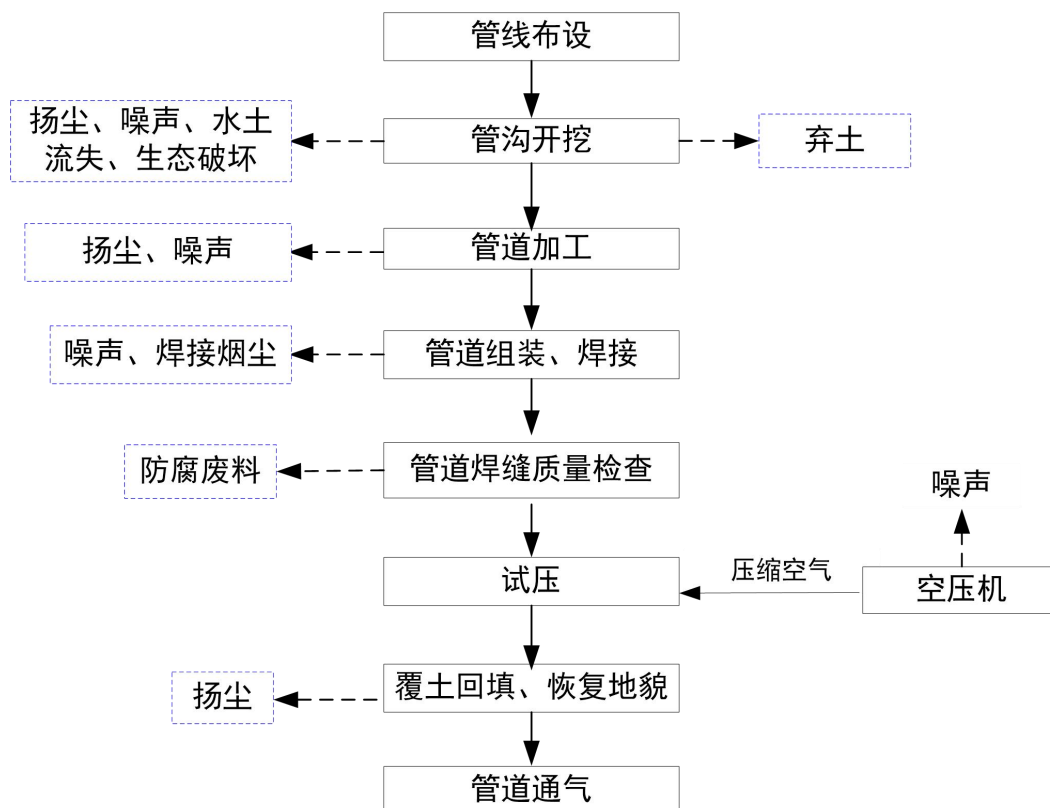 管线布设
扬尘、噪声、水土
流失、生态破坏
管沟开挖
弃土
扬尘、噪声
管道加工
噪声、焊接烟尘
管道组装、焊接
防腐废料
管道焊缝质量检查
噪声
试压
压缩空气
空压机
扬尘
覆土回填、恢复地貌
管道通气